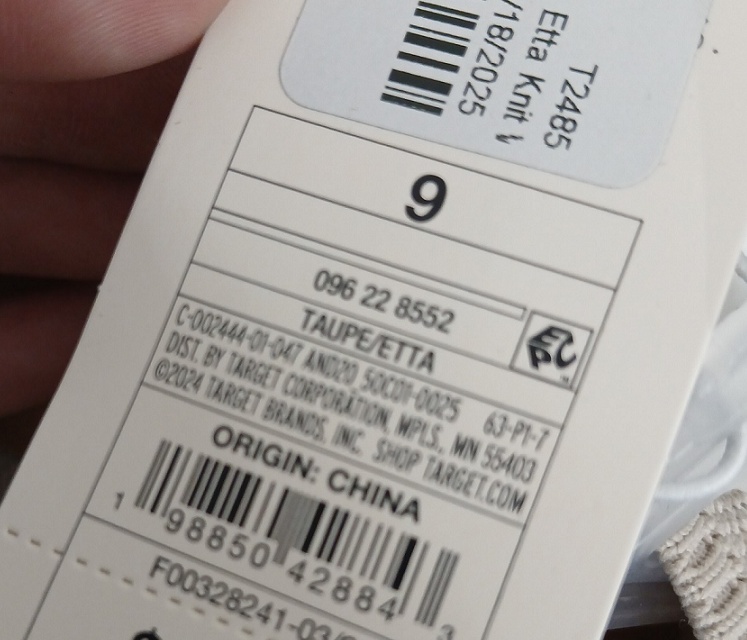 T2485
Etta Knit
/18/2025
9
096 22 8552
TAUPE/ETTA
C-002444-01-047 AND20 50C01-0025 63-P1-7
DIST. BY TARGET CORPORATION, MPLS, MN 55403
©2024 TARGET BRANDS, INC. SHOP TARGET.COM
ORIGIN: CHINA
1 98850 42884 3
F00328241-03/